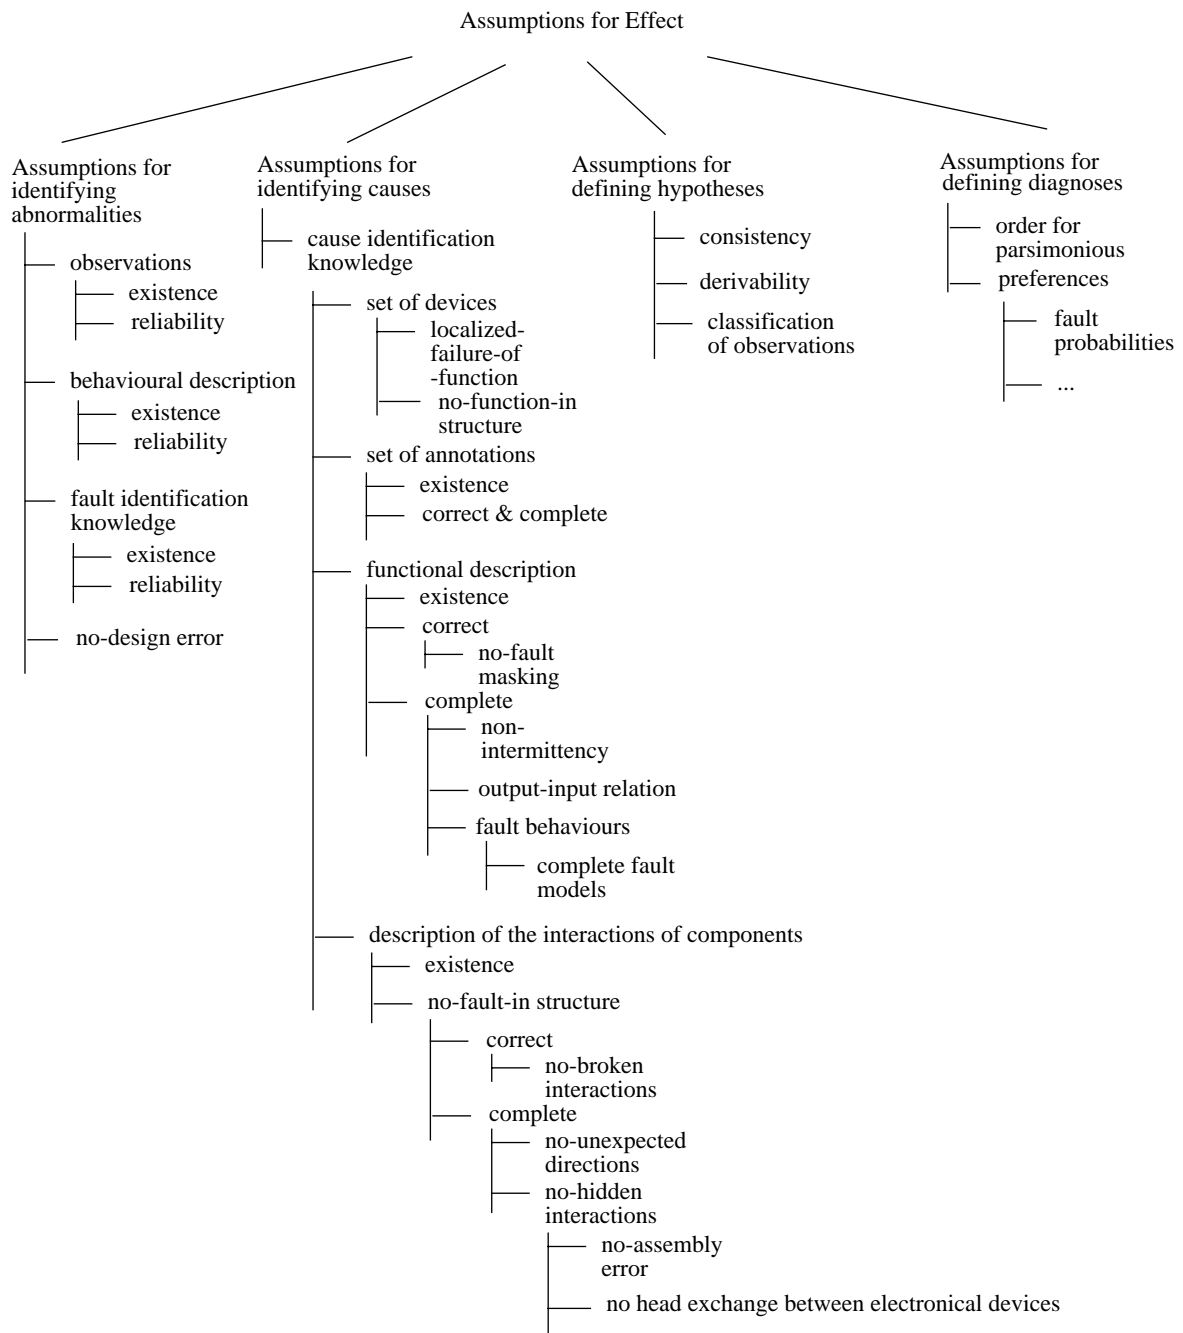 Assumptions for Effect
Assumptions for
identifying
abnormalities
observations
existence
reliability
behavioural description
existence
reliability
fault identification
knowledge
existence
reliability
no-design error
Assumptions for
identifying causes
cause identification
knowledge
set of devices
localized-
failure-of
-function
no-function-in
structure
set of annotations
existence
correct & complete
functional description
existence
correct
no-fault
masking
complete
non-
intermittency
output-input relation
fault behaviours
complete fault
models
description of the interactions of components
existence
no-fault-in structure
correct
no-broken
interactions
complete
no-unexpected
directions
no-hidden
interactions
no-assembly
error
no head exchange between electronical devices
Assumptions for
defining hypotheses
consistency
derivability
classification
of observations
Assumptions for
defining diagnoses
order for
parsimonious
preferences
fault
probabilities
...